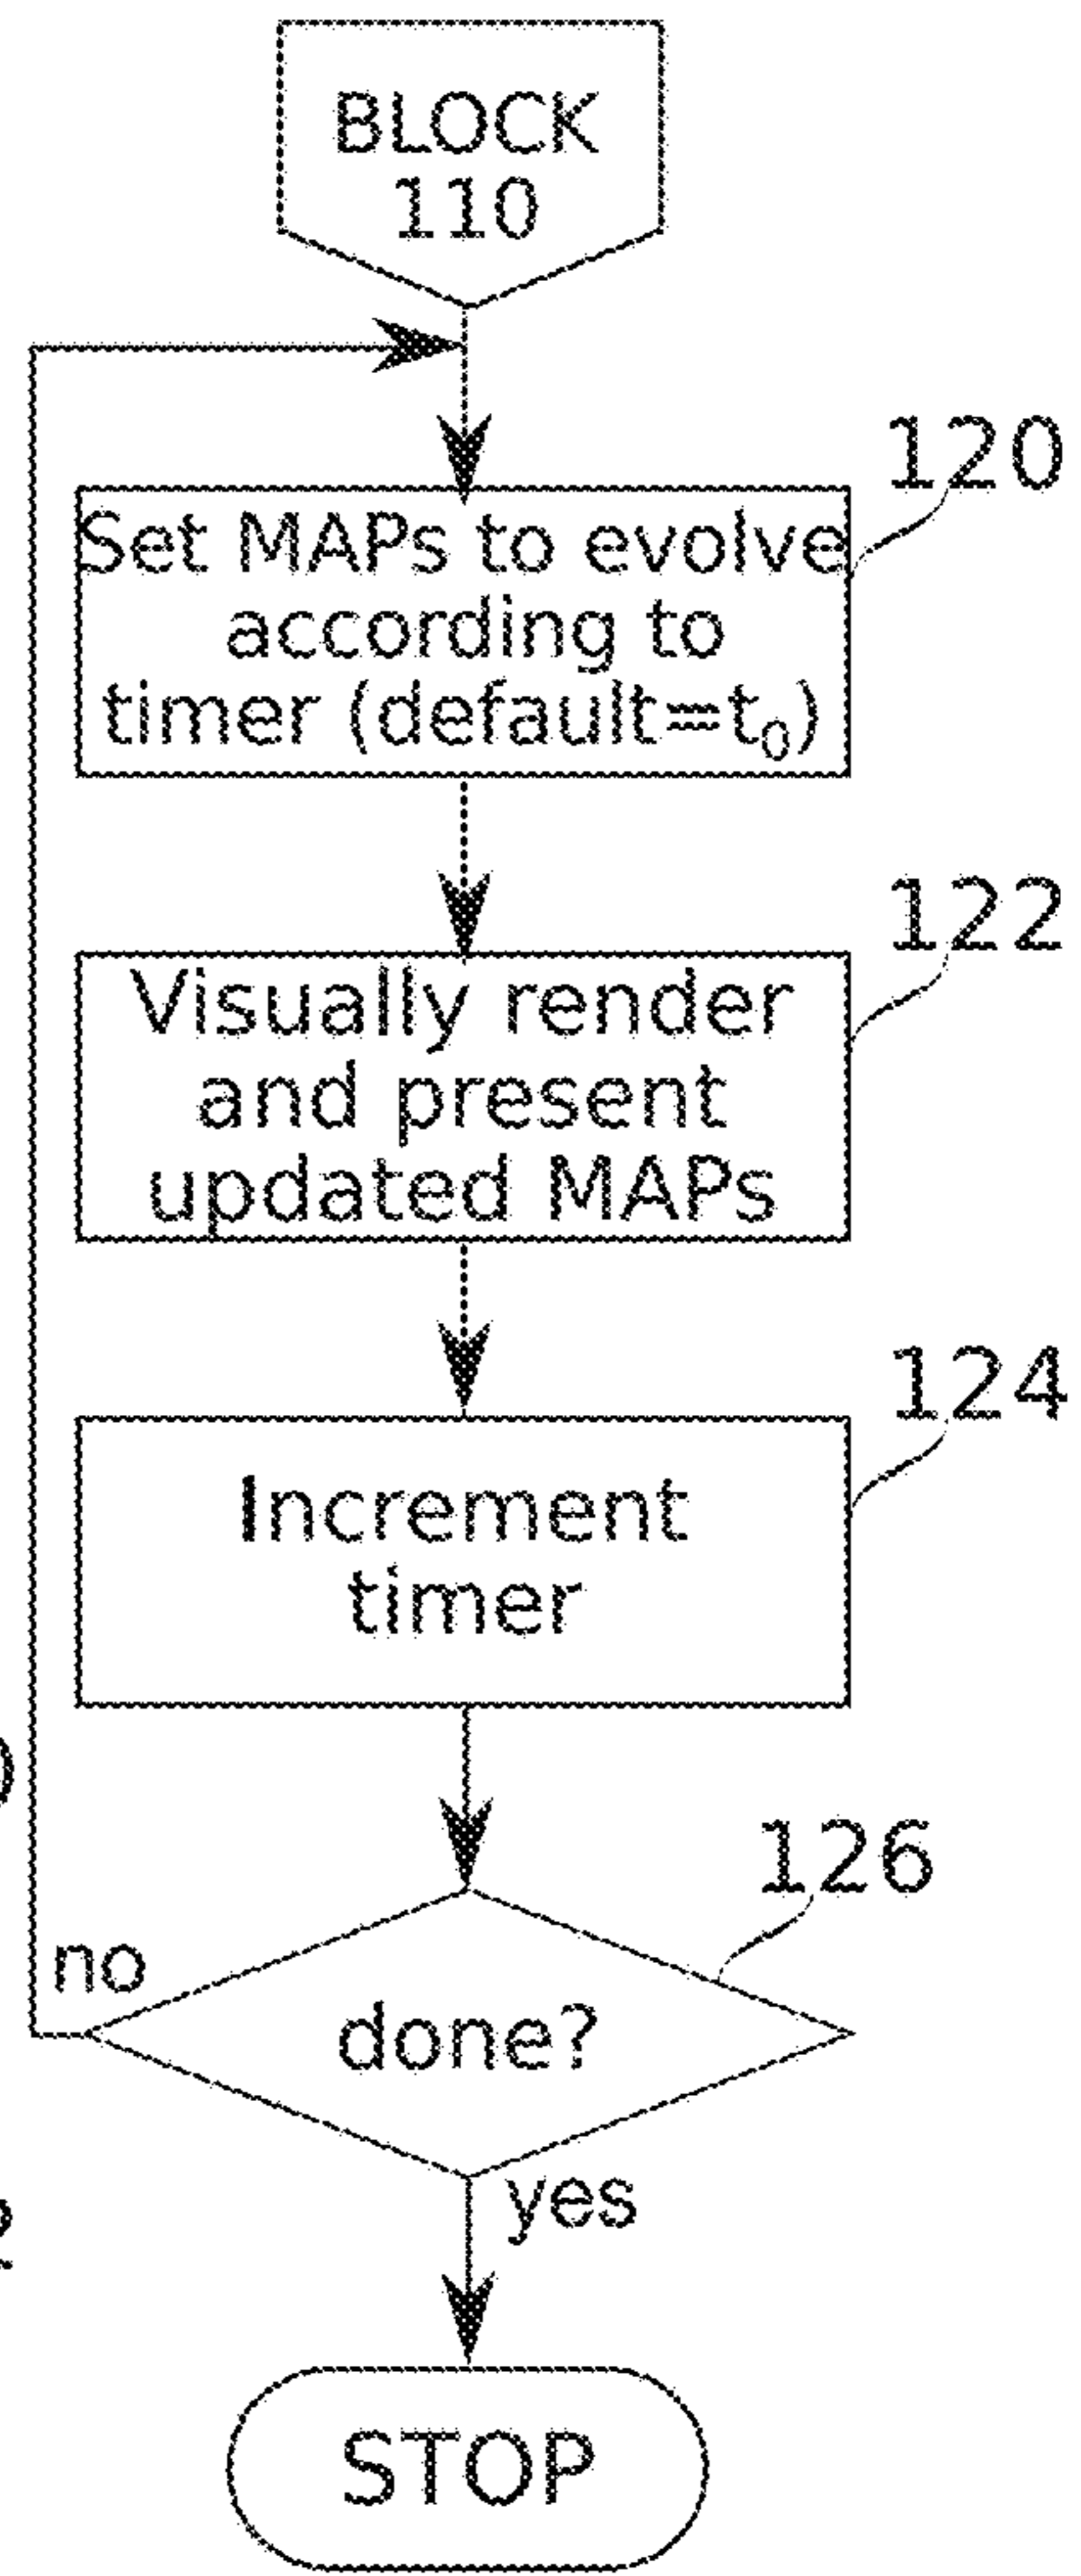 BLOCK
110
120
Set MAPs to evolve
according to
timer (default=t₀)
122
Visually render
and present
updated MAPs
124
Increment
timer
126
no
done?
yes
STOP